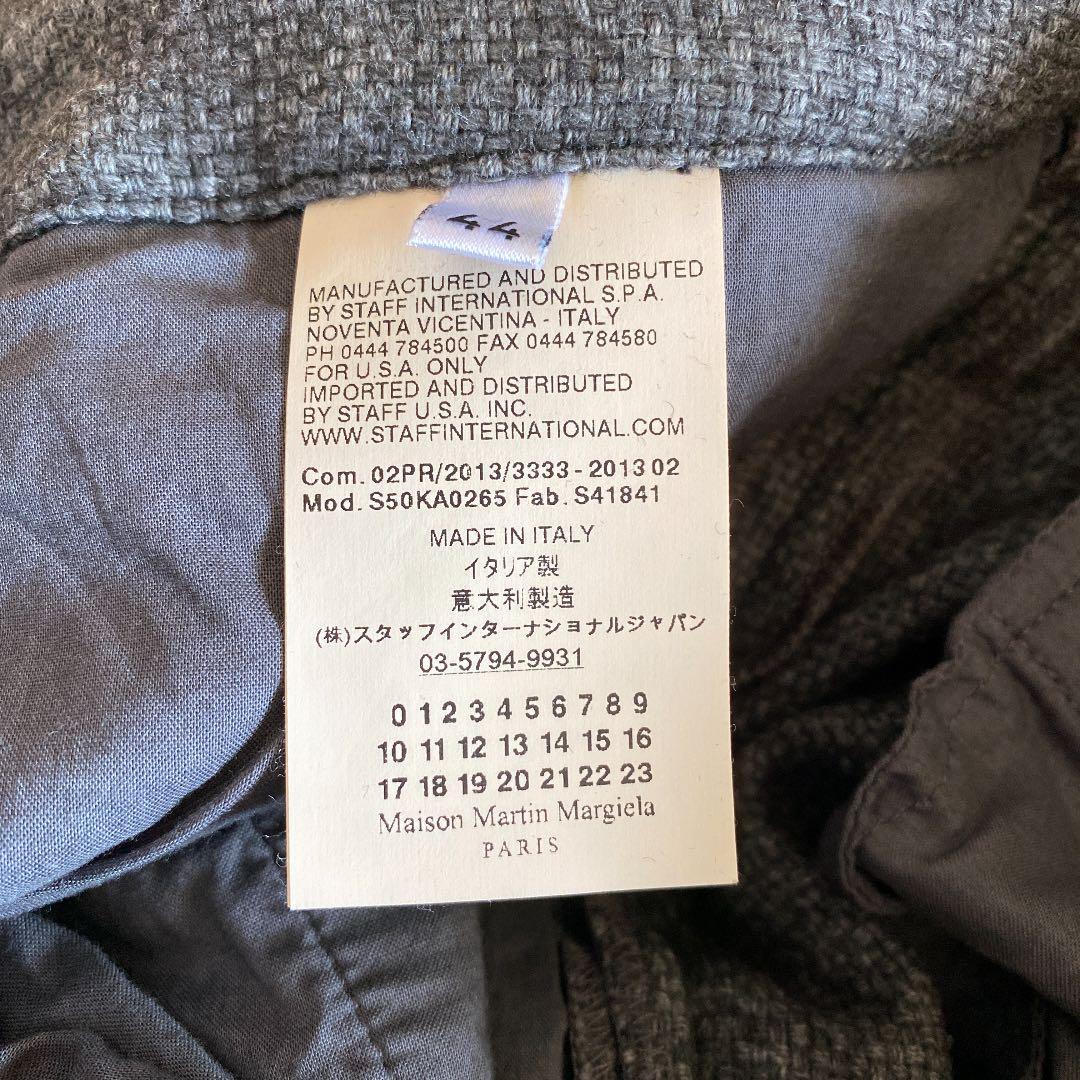 44
MANUFACTURED AND DISTRIBUTED
BY STAFF INTERNATIONAL S.P.A.
NOVENTA VICENTINA - ITALY
PH 0444 784500 FAX 0444 784580
FOR U.S.A. ONLY
IMPORTED AND DISTRIBUTED
BY STAFF U.S.A. INC.
WWW.STAFFINTERNATIONAL.COM
Com. 02PR/2013/3333 - 2013 02
Mod. S50KA0265 Fab. S41841
MADE IN ITALY
イタリア製
意大利製造
(株)スタッフインターナショナルジャパン
03-5794-9931
0 1 2 3 4 5 6 7 8 9
10 11 12 13 14 15 16
17 18 19 20 21 22 23
Maison Martin Margiela
PARIS